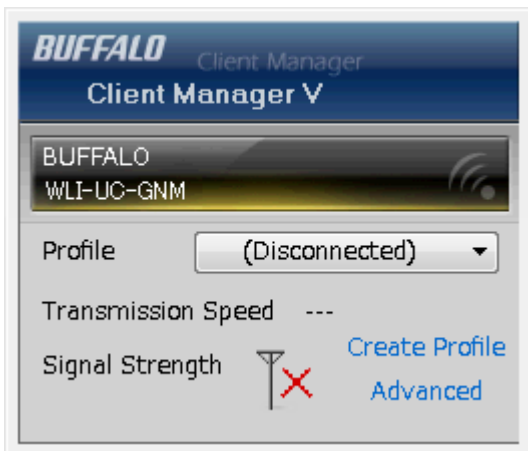 BUFFALO Client Manager
Client Manager V
BUFFALO
WLI-UC-GNM
Profile (Disconnected)
Transmission Speed ---
Signal Strength
Create Profile
Advanced